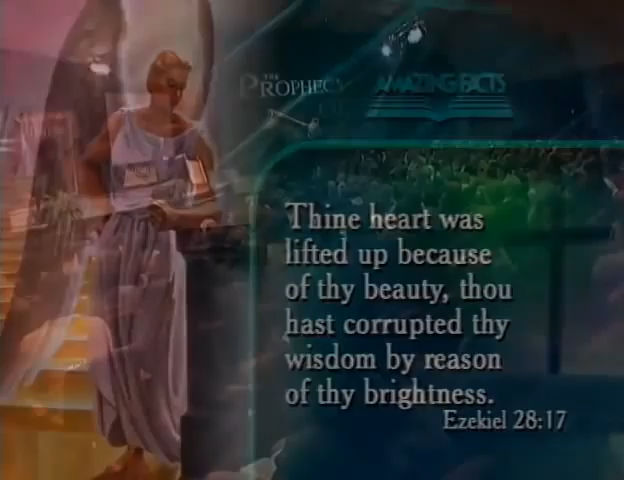 THE
PROPHECY
AMAZING FACTS
Thine heart was
lifted up because
of thy beauty, thou
hast corrupted thy
wisdom by reason
of thy brightness.
Ezekiel 28:17